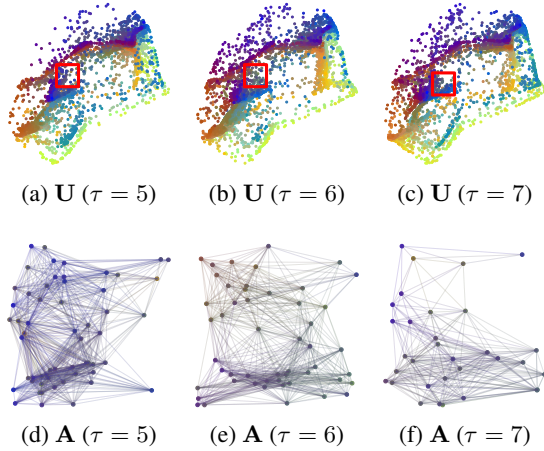 (a) U (τ = 5) (b) U (τ = 6) (c) U (τ = 7)
(d) A (τ = 5) (e) A (τ = 6) (f) A (τ = 7)